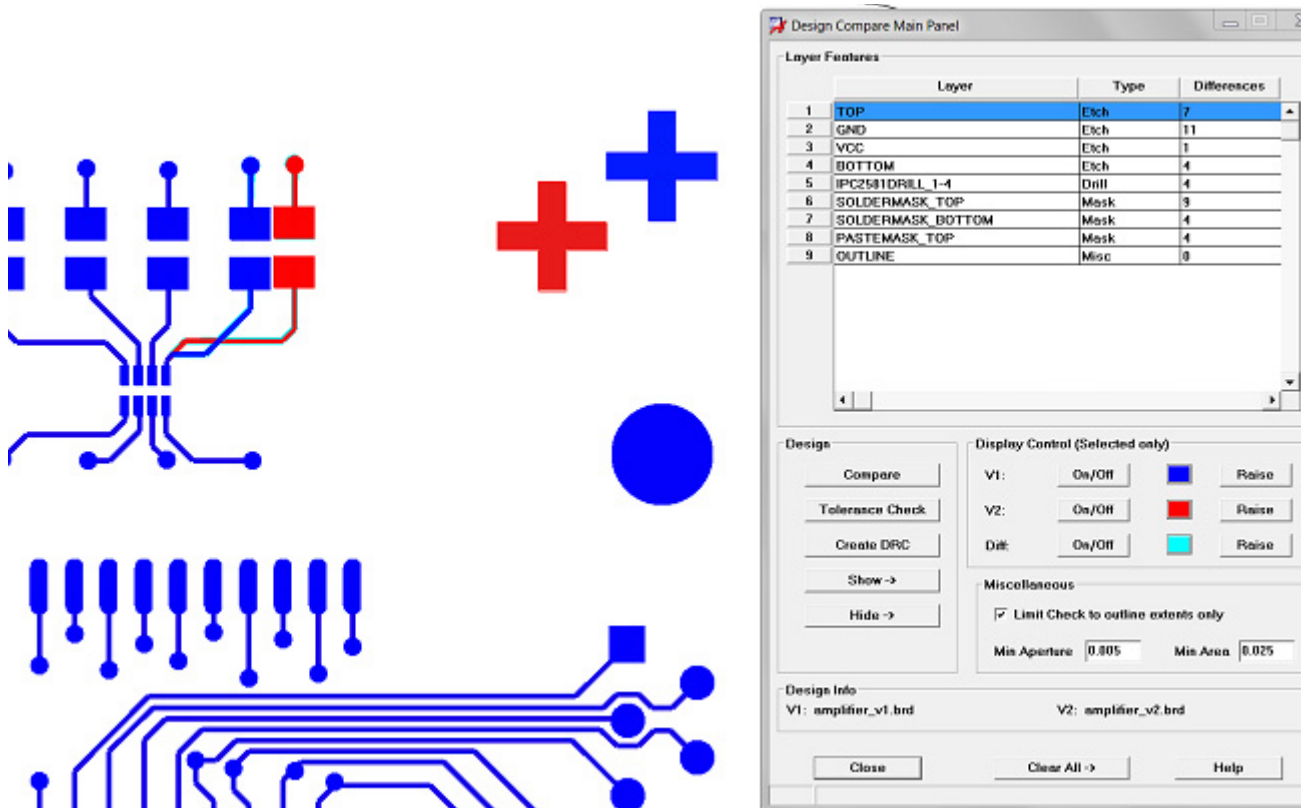 Design Compare Main Panel
Layer Features
Layer Type Differences
1 TOP Etch 7
2 GND Etch 11
3 VCC Etch 1
4 BOTTOM Etch 4
5 IPC2581DRILL_1-4 Drill 4
6 SOLDERMASK_TOP Mask 9
7 SOLDERMASK_BOTTOM Mask 4
8 PASTEMASK_TOP Mask 4
9 OUTLINE Misc 0
Design
Compare
Tolerance Check
Create DRC
Show ->
Hide ->
Display Control (Selected only)
V1: On/Off Raise
V2: On/Off Raise
Diff: On/Off Raise
Miscellaneous
Limit Check to outline extents only
Min Aperture 0.005 Min Area 0.025
Design Info
V1: amplifier_v1.brd V2: amplifier_v2.brd
Close Clear All -> Help